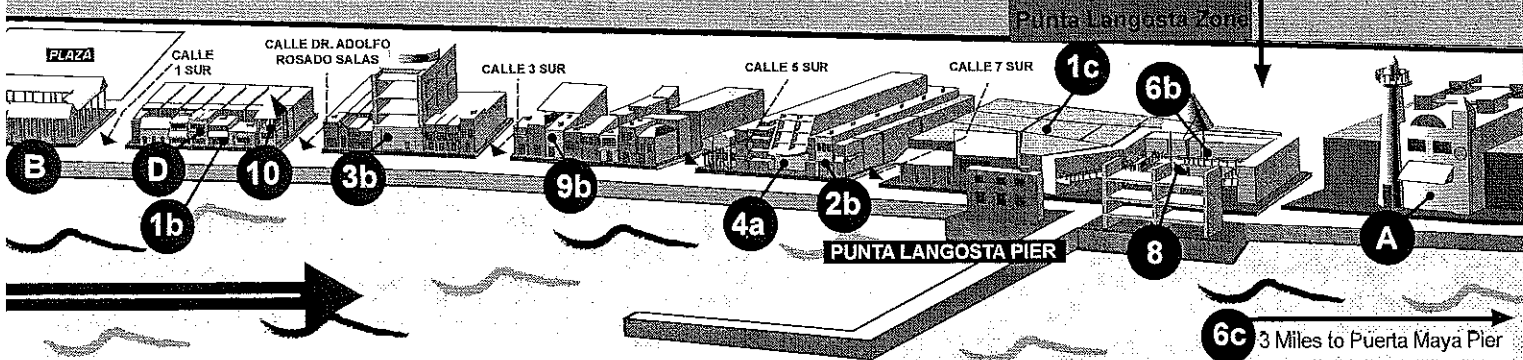 Punta Langosta Zone
PLAZA
CALLE
1 SUR
CALLE DR. ADOLFO
ROSADO SALAS
CALLE 3 SUR
CALLE 5 SUR
CALLE 7 SUR
1c
6b
B
D
10
3b
9b
1b
4a
2b
8
A
PUNTA LANGOSTA PIER
6c 3 Miles to Puerta Maya Pier